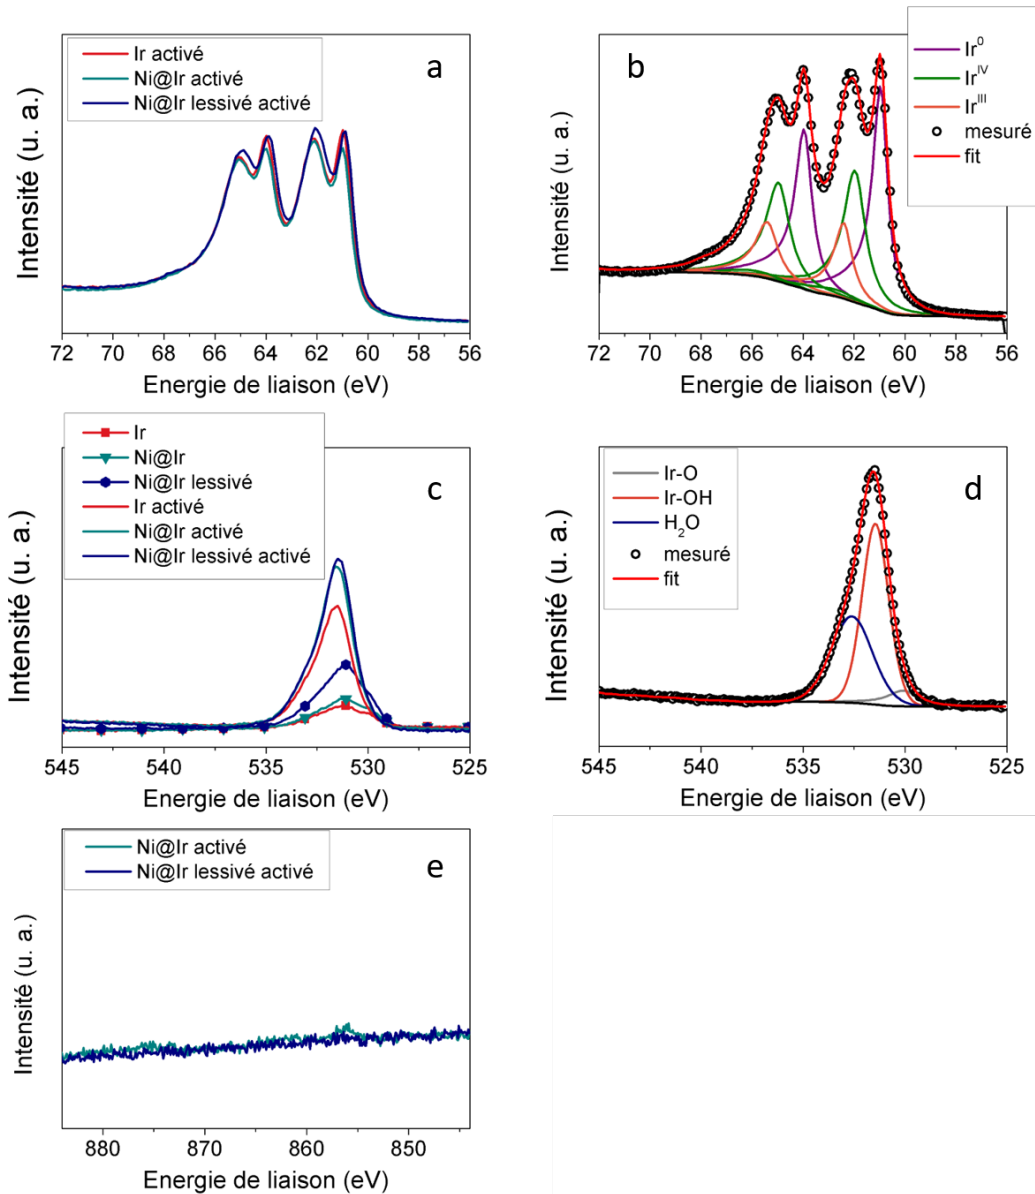 Ir activé
Ni@Ir activé
Ni@Ir lessivé activé
a
Intensité (u. a.)
72 70 68 66 64 62 60 58 56
Energie de liaison (eV)
Ir⁰
Ir^IV
Ir^III
mesuré
fit
b
Intensité (u. a.)
72 70 68 66 64 62 60 58 56
Energie de liaison (eV)
Ir
Ni@Ir
Ni@Ir lessivé
Ir activé
Ni@Ir activé
Ni@Ir lessivé activé
c
Intensité (u. a.)
545 540 535 530 525
Energie de liaison (eV)
Ir-O
Ir-OH
H₂O
mesuré
fit
d
Intensité (u. a.)
545 540 535 530 525
Energie de liaison (eV)
Ni@Ir activé
Ni@Ir lessivé activé
e
Intensité (u. a.)
880 870 860 850
Energie de liaison (eV)